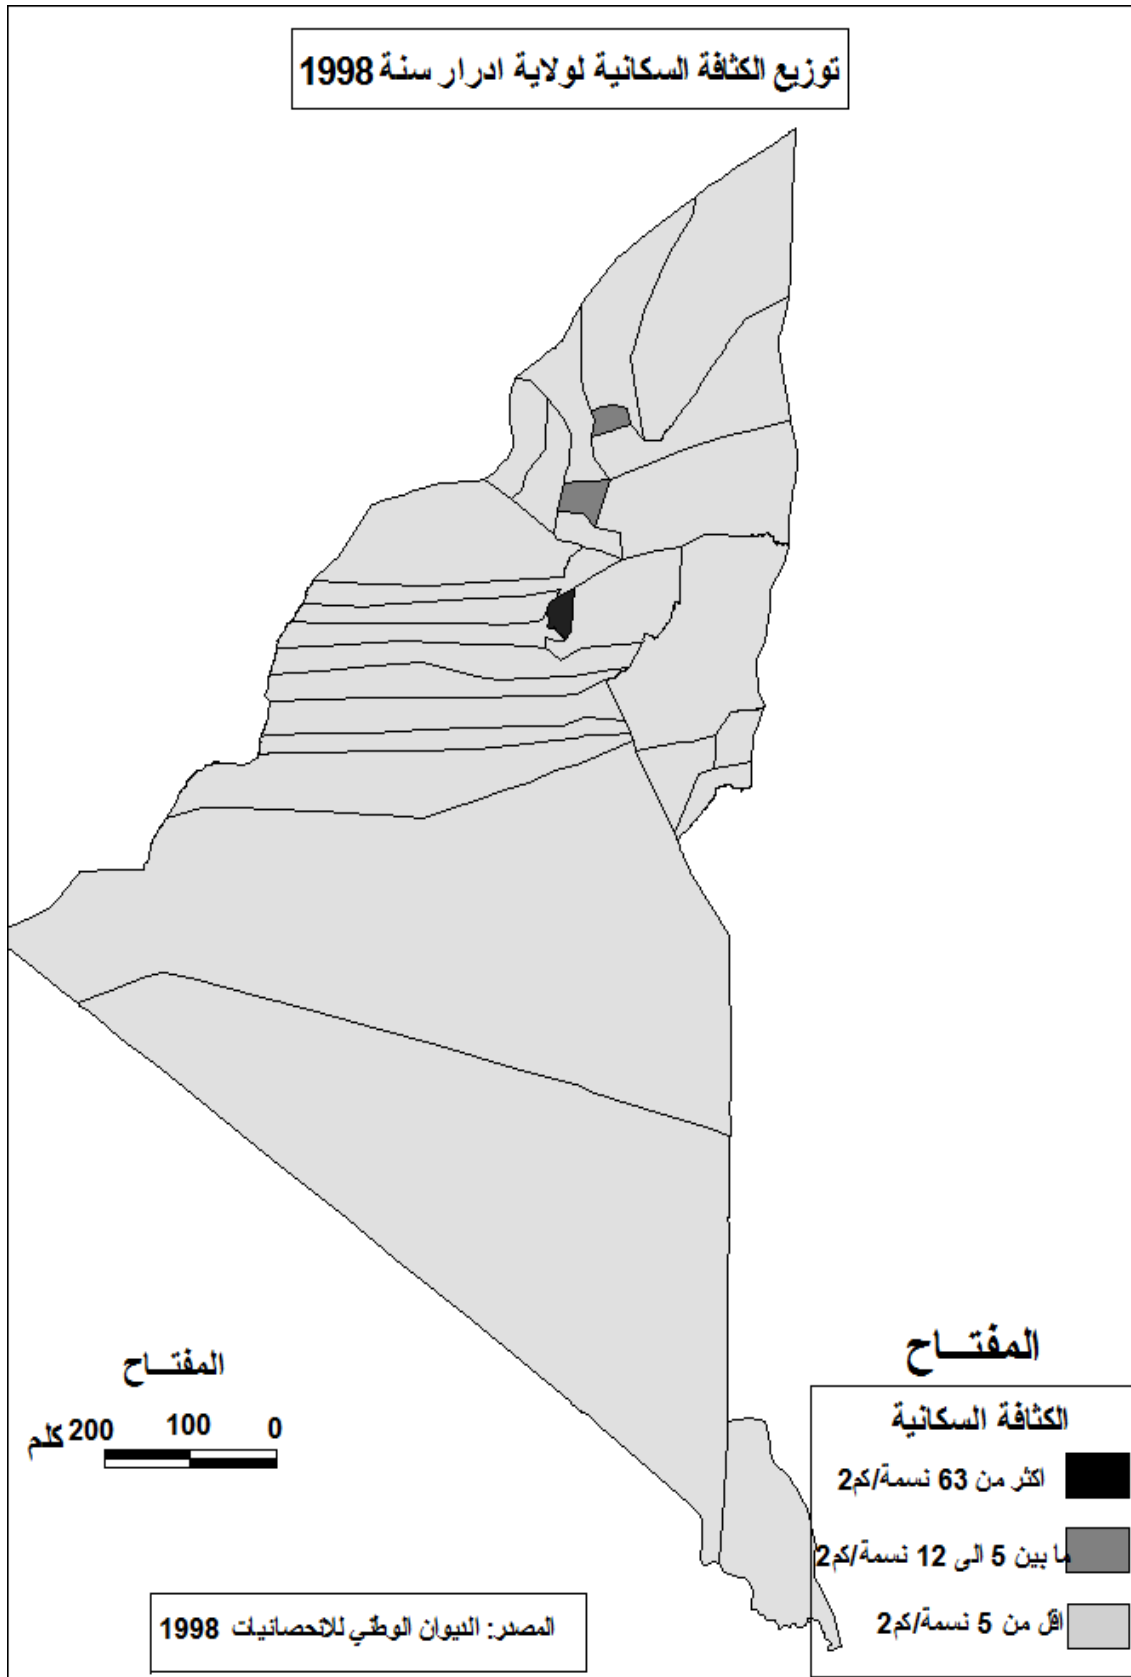 توزيع الكثافة السكانية لولاية ادرار سنة 1998
المفتـــاح
الكثافة السكانية
اكثر من 63 نسمة/كم2
ما بين 5 الى 12 نسمة/كم2
اقل من 5 نسمة/كم2
المفتـــاح
0 100 200 كلم
المصدر: الديوان الوطني للاحصانيات 1998